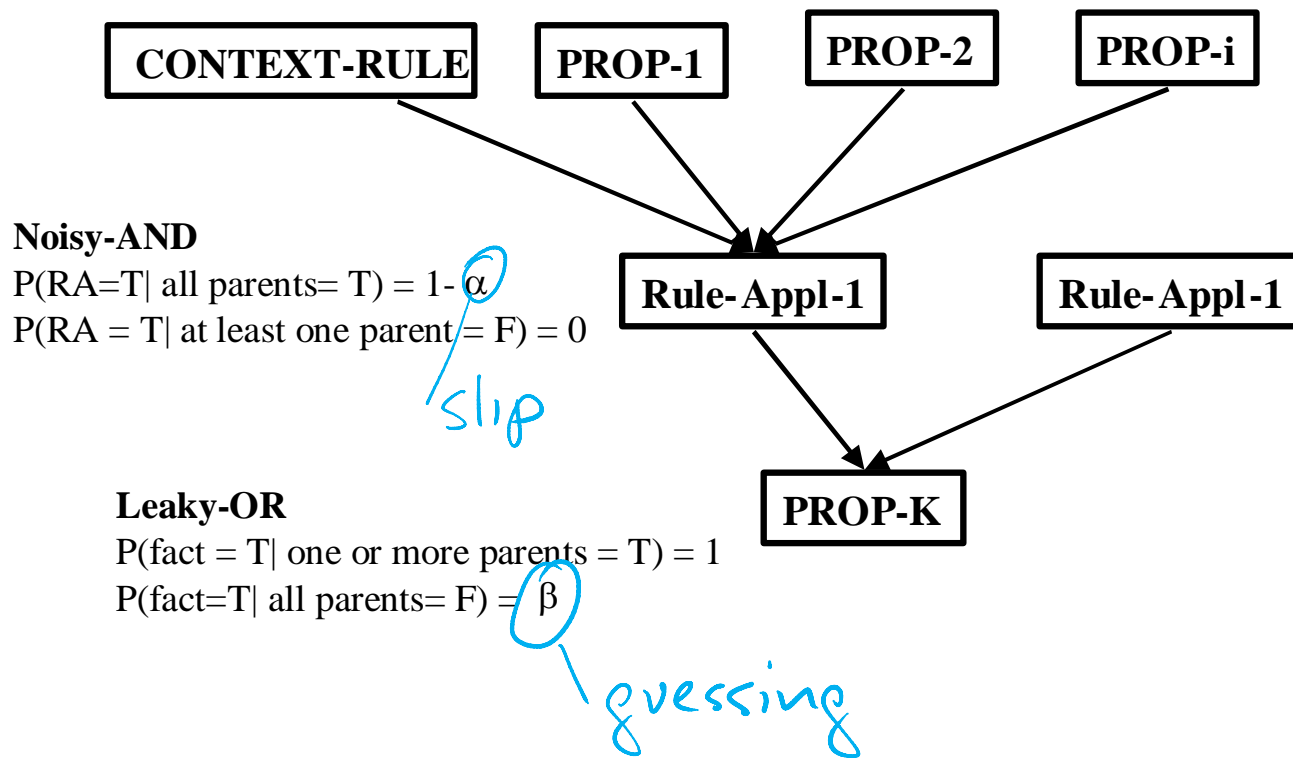 CONTEXT-RULE
PROP-1
PROP-2
PROP-i
Noisy-AND
P(RA=T| all parents= T) = 1- α
P(RA = T| at least one parent = F) = 0
slip
Rule-Appl-1
Rule-Appl-1
Leaky-OR
P(fact = T| one or more parents = T) = 1
P(fact=T| all parents= F) = β
guessing
PROP-K